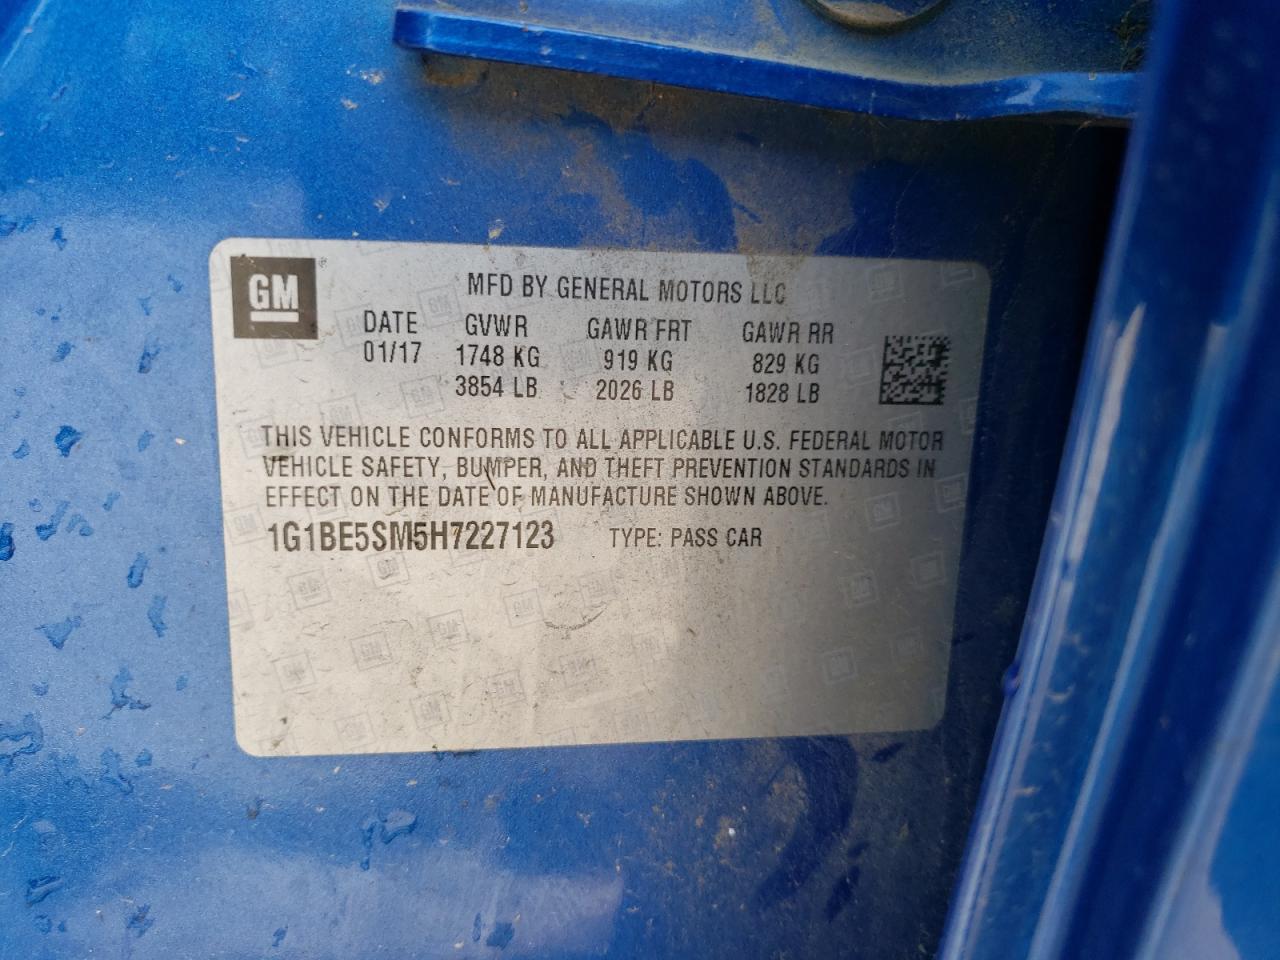 GM
MFD BY GENERAL MOTORS LLC
DATE GVWR GAWR FRT GAWR RR
01/17 1748 KG 919 KG 829 KG
3854 LB 2026 LB 1828 LB
THIS VEHICLE CONFORMS TO ALL APPLICABLE U.S. FEDERAL MOTOR
VEHICLE SAFETY, BUMPER, AND THEFT PREVENTION STANDARDS IN
EFFECT ON THE DATE OF MANUFACTURE SHOWN ABOVE.
1G1BE5SM5H7227123 TYPE: PASS CAR